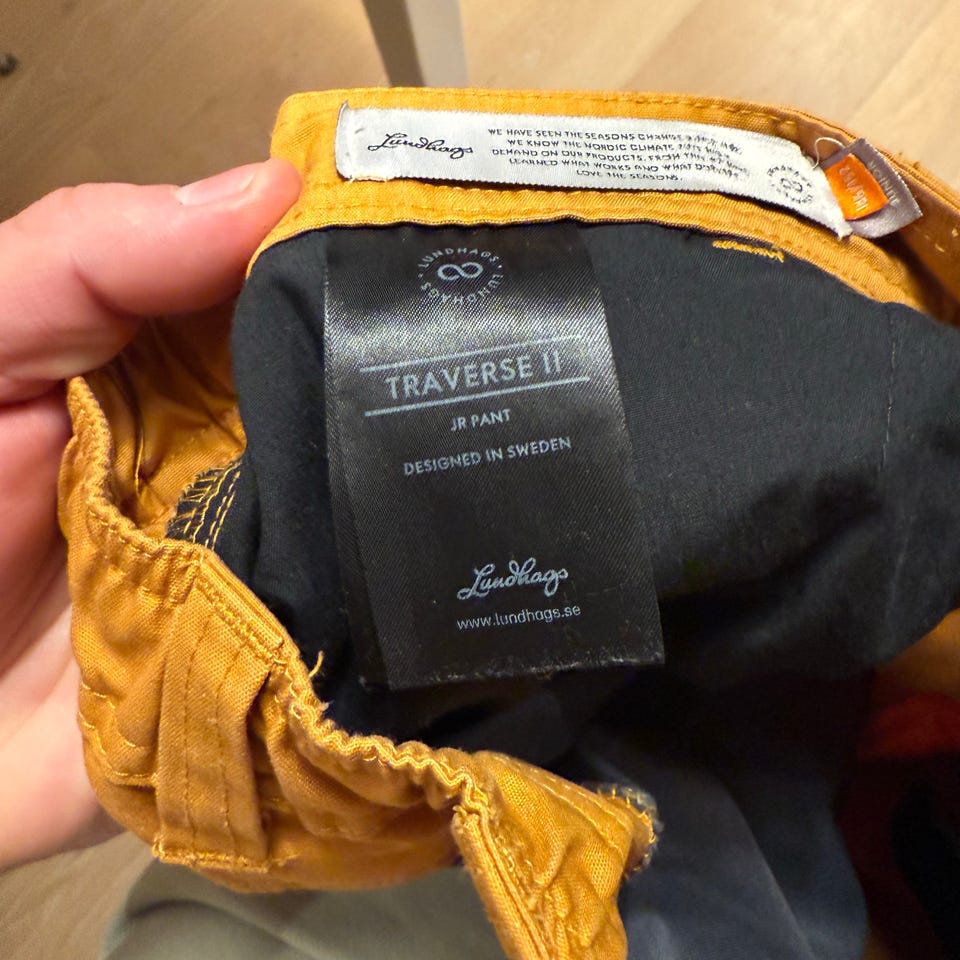 Lundhags
WE HAVE SEEN THE SEASONS CHANGE
WE KNOW THE NORDIC CLIMATE
DEMAND ON OUR PRODUCTS. FROM THIS
LEARNED WHAT WORKS AND WHAT
LOVE THE SEASONS.
JUNIOR
LUNDHAGS · LUNDHAGS ·
TRAVERSE II
JR PANT
DESIGNED IN SWEDEN
Lundhags
www.lundhags.se